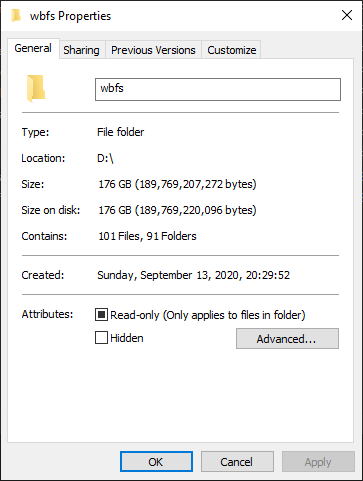 wbfs Properties
General Sharing Previous Versions Customize
wbfs
Type: File folder
Location: D:\
Size: 176 GB (189,769,207,272 bytes)
Size on disk: 176 GB (189,769,220,096 bytes)
Contains: 101 Files, 91 Folders
Created: Sunday, September 13, 2020, 20:29:52
Attributes: Read-only (Only applies to files in folder)
Hidden Advanced...
OK Cancel Apply